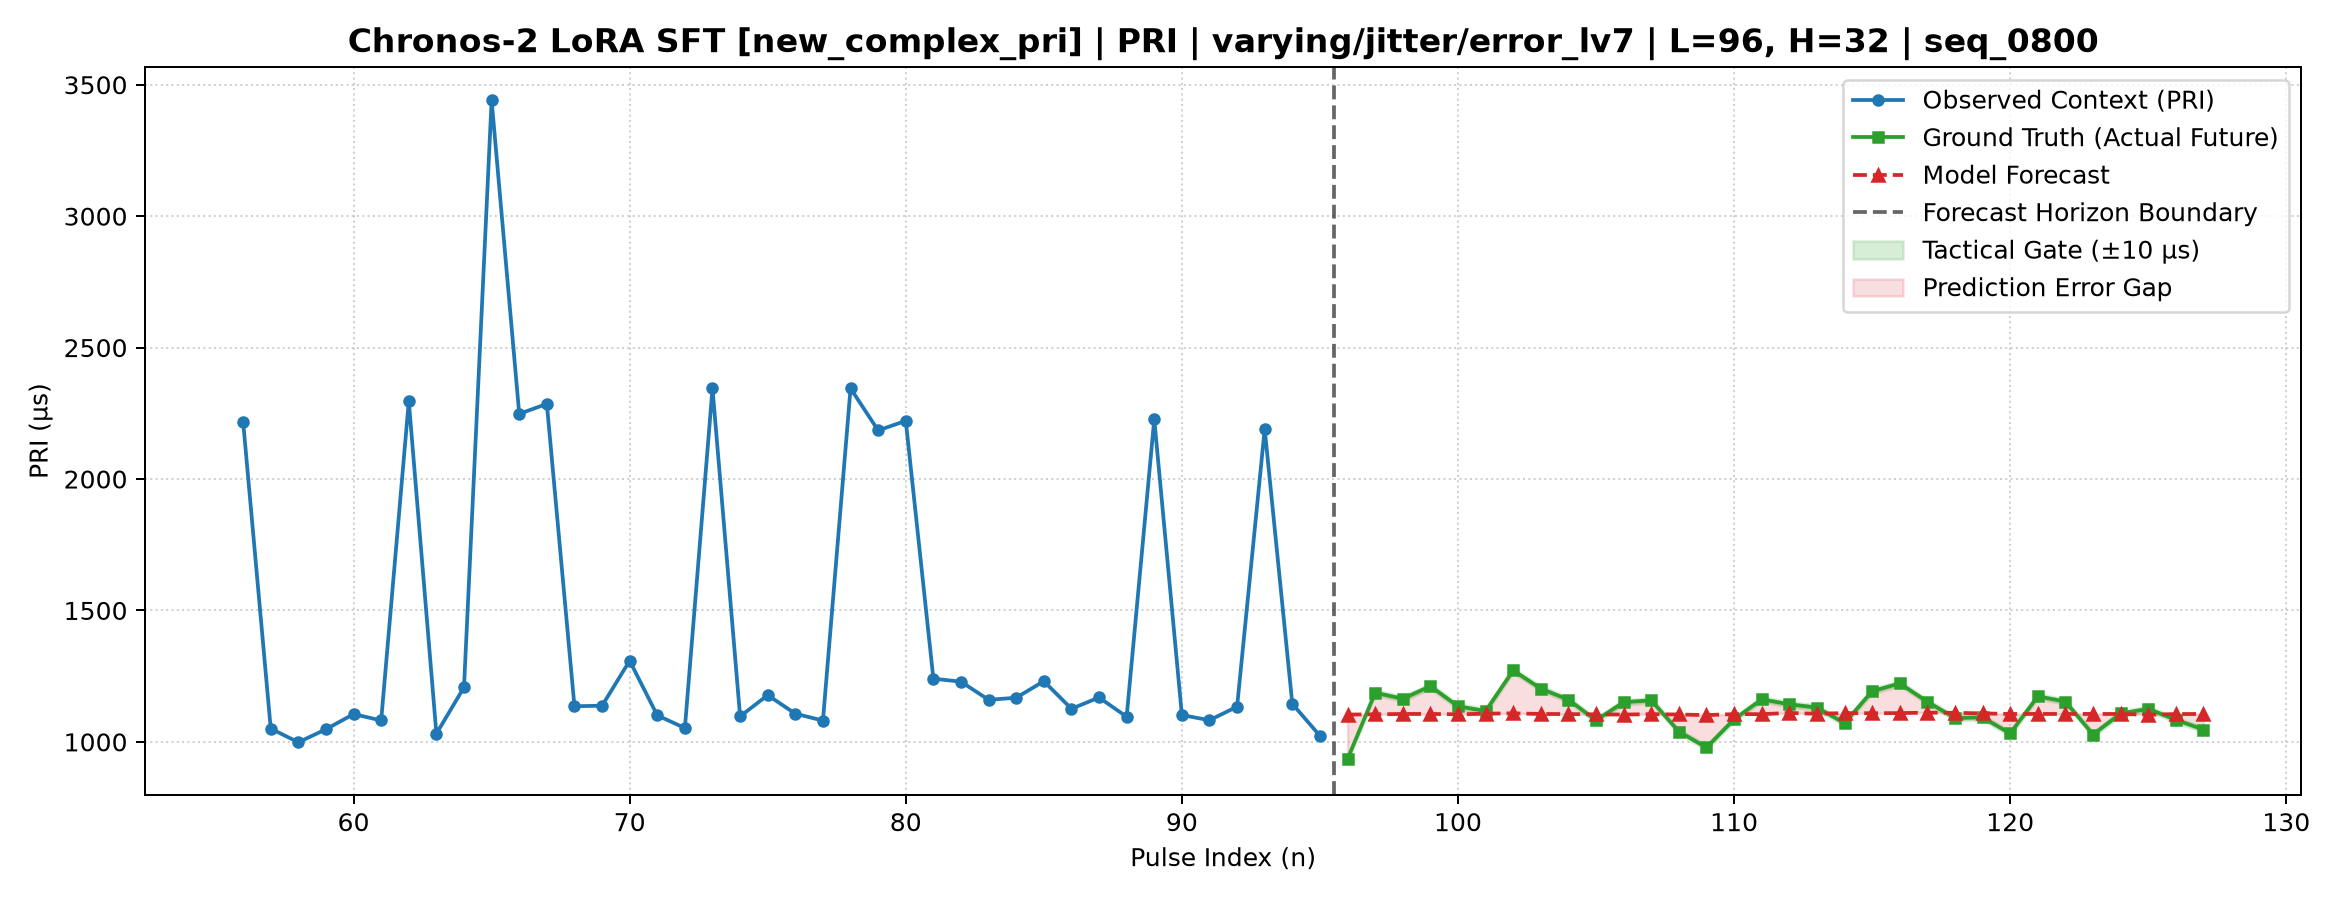 Chronos-2 LoRA SFT [new_complex_pri] | PRI | varying/jitter/error_lv7 | L=96, H=32 | seq_0800
PRI (µs)
3500
3000
2500
2000
1500
1000
Observed Context (PRI)
Ground Truth (Actual Future)
Model Forecast
Forecast Horizon Boundary
Tactical Gate (±10 µs)
Prediction Error Gap
60 70 80 90 100 110 120 130
Pulse Index (n)